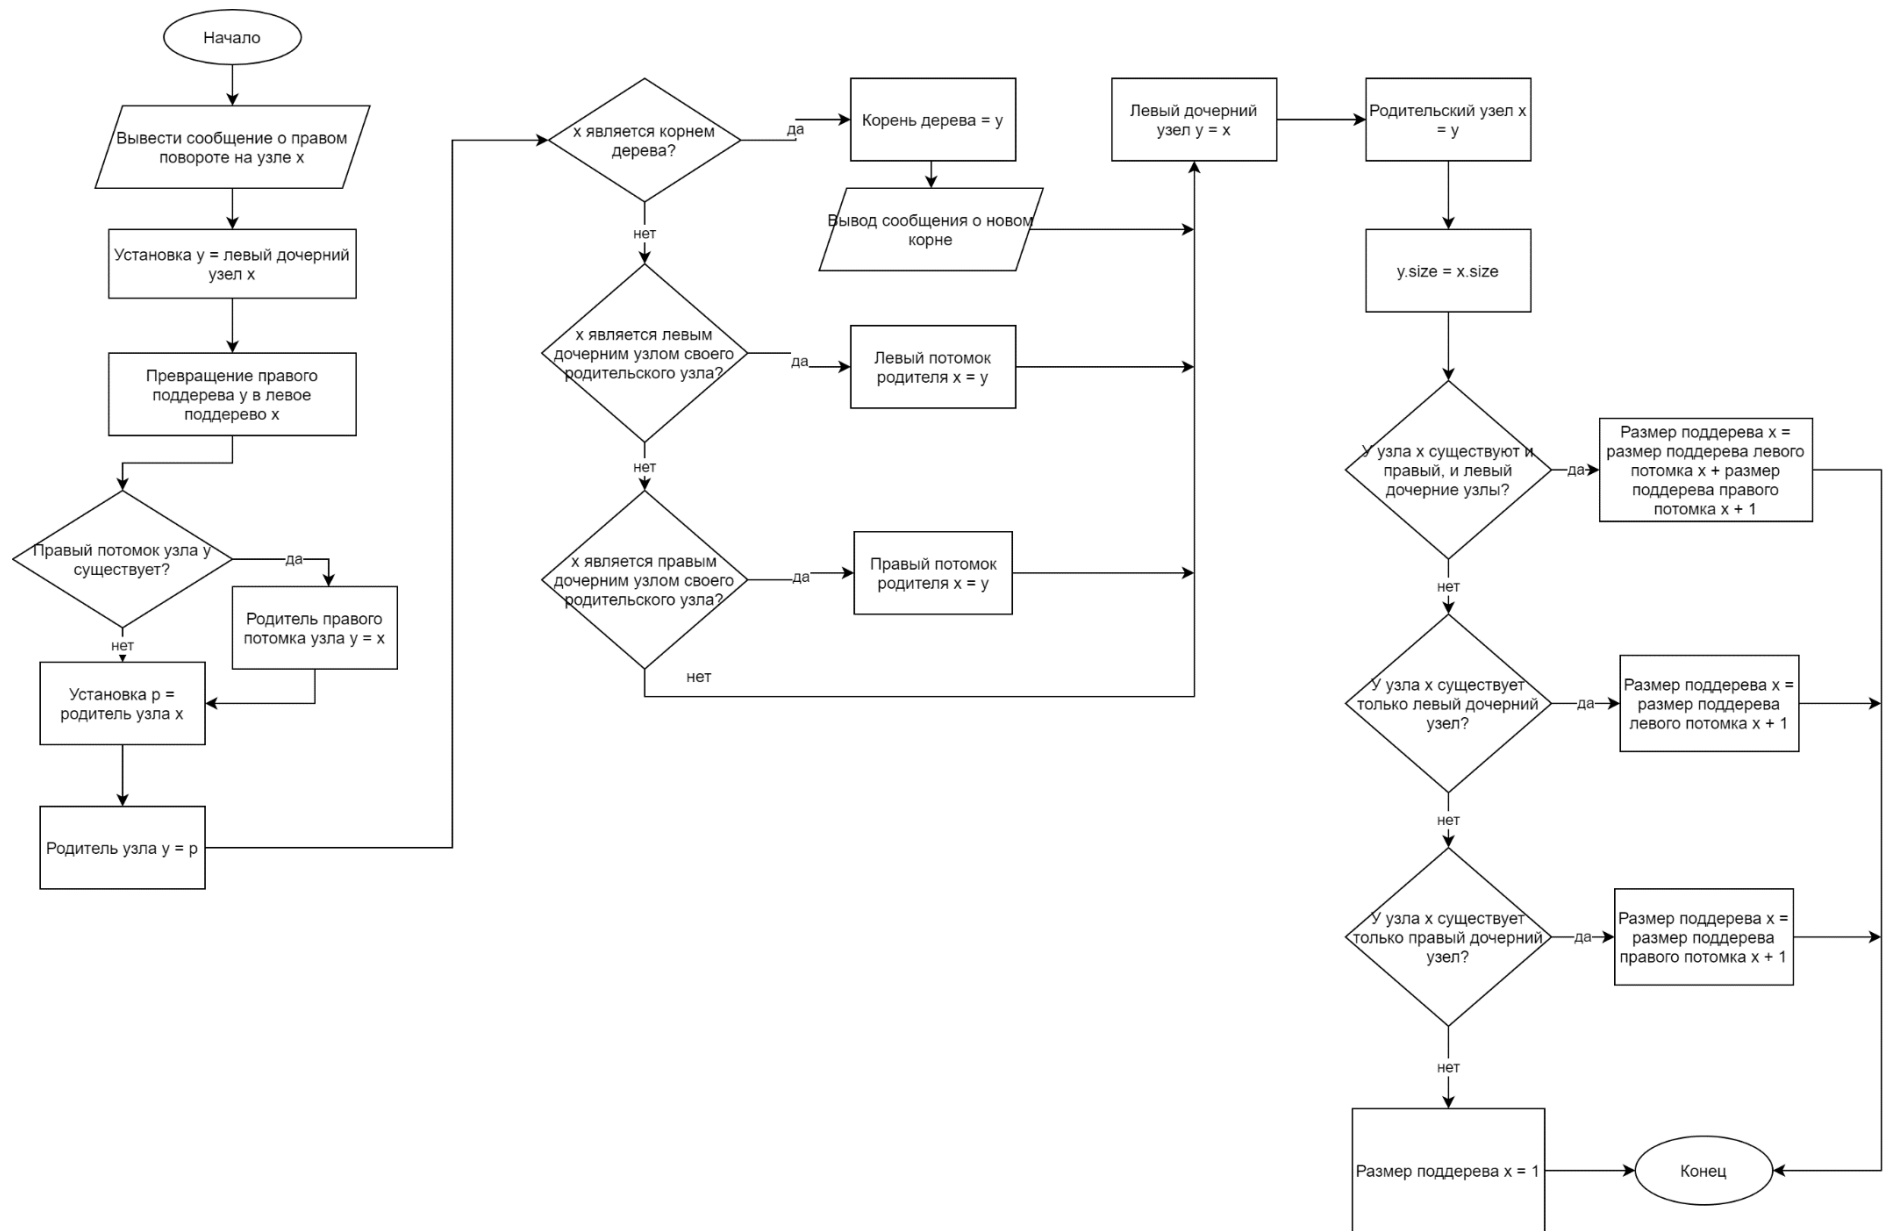 Начало
Вывести сообщение о правом
повороте на узле x
Установка y = левый дочерний
узел x
Превращение правого
поддерева y в левое
поддерево x
Правый потомок узла y
существует?
да
Родитель правого
потомка узла y = x
нет
Установка p =
родитель узла x
Родитель узла y = p
x является корнем
дерева?
да
Корень дерева = y
Вывод сообщения о новом
корне
нет
x является левым
дочерним узлом своего
родительского узла?
да
Левый потомок
родителя x = y
нет
x является правым
дочерним узлом своего
родительского узла?
да
Правый потомок
родителя x = y
нет
Левый дочерний
узел y = x
Родительский узел x
= y
y.size = x.size
У узла x существуют и
правый, и левый
дочерние узлы?
да
Размер поддерева x =
размер поддерева левого
потомка x + размер
поддерева правого
потомка x + 1
нет
У узла x существует
только левый дочерний
узел?
да
Размер поддерева x =
размер поддерева
левого потомка x + 1
нет
У узла x существует
только правый дочерний
узел?
да
Размер поддерева x =
размер поддерева
правого потомка x + 1
нет
Размер поддерева x = 1
Конец